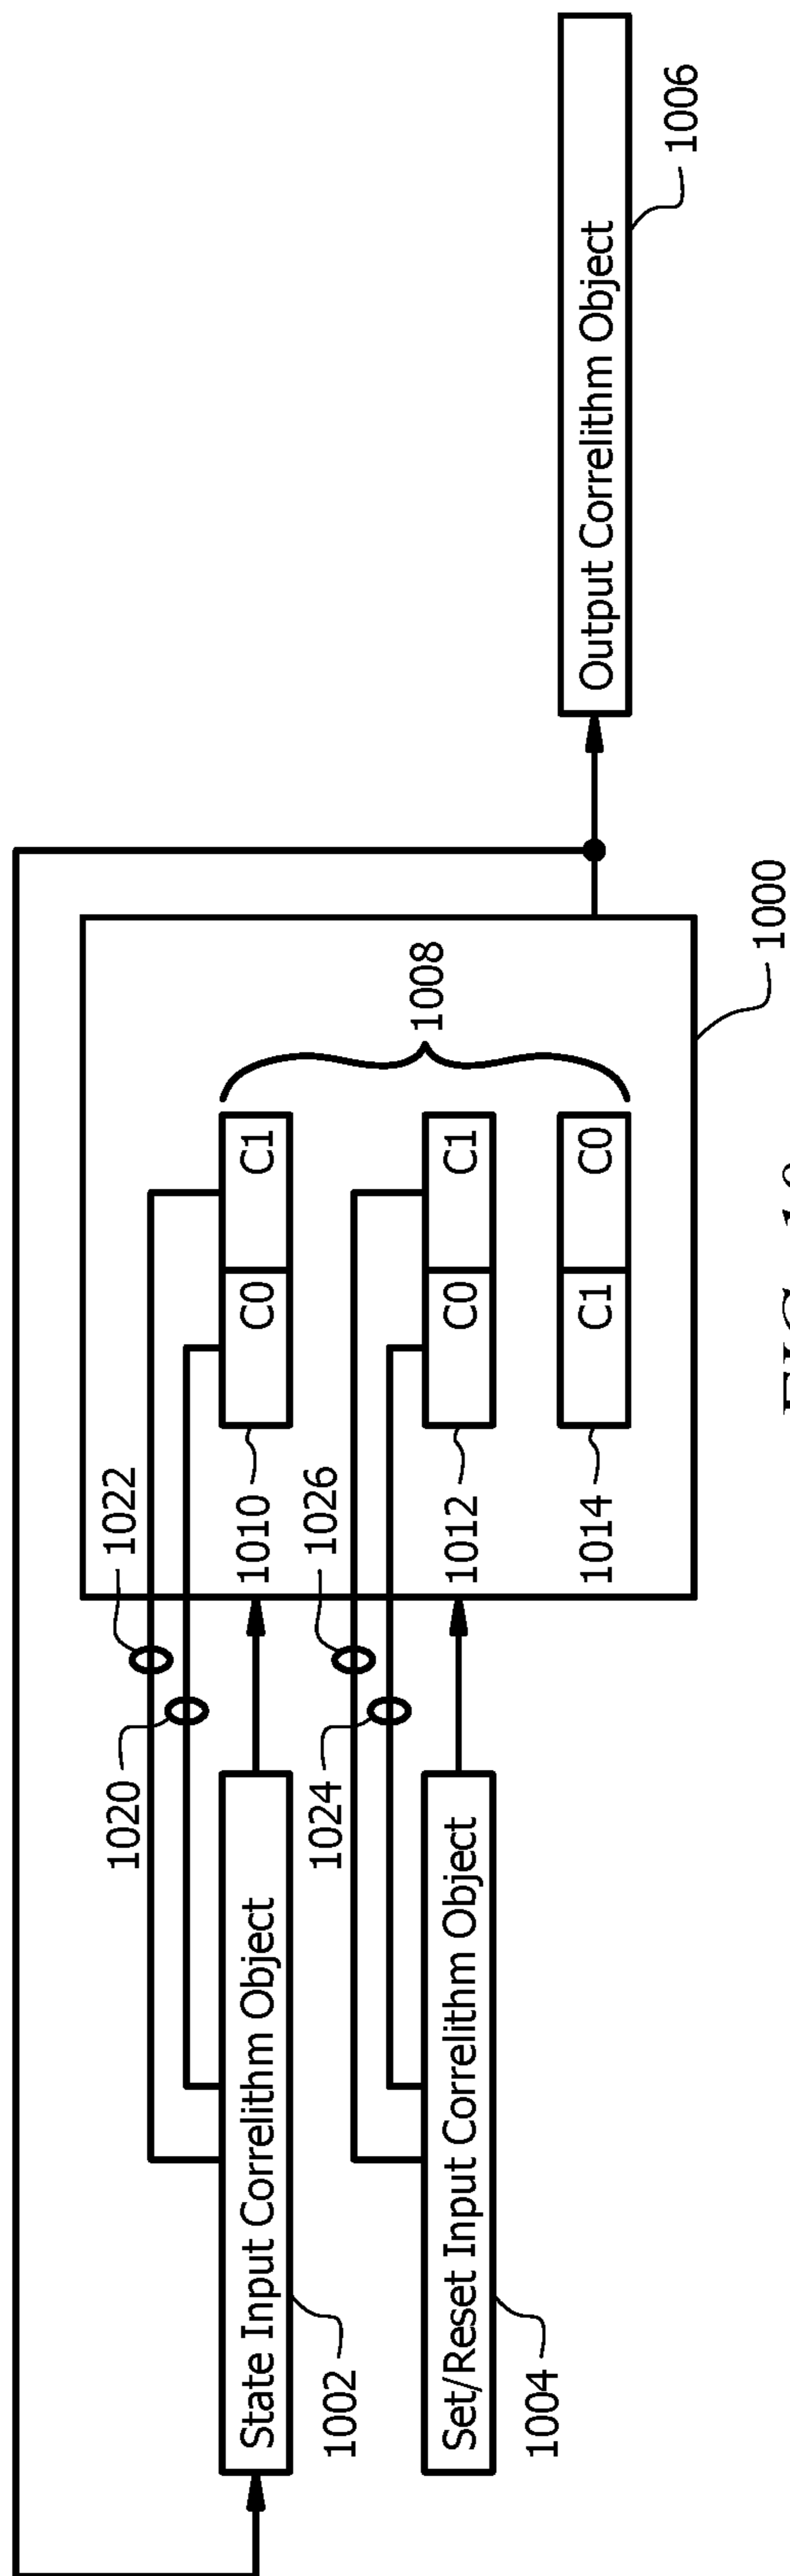 1020
1022
State Input Correlithm Object
1010
C0
C1
1002
1024
1026
1008
Set/Reset Input Correlithm Object
1012
C0
C1
1004
1014
C1
C0
Output Correlithm Object
1006
1000